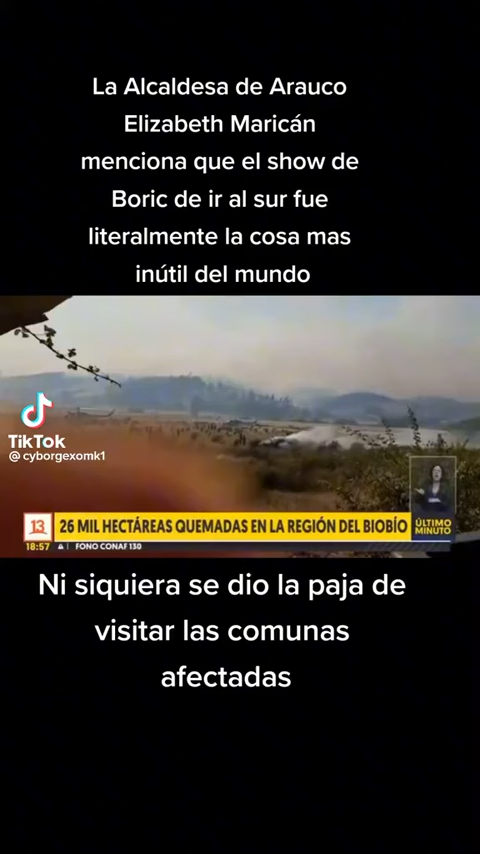 La Alcaldesa de Arauco
Elizabeth Maricán
menciona que el show de
Boric de ir al sur fue
literalmente la cosa mas
inútil del mundo
TikTok
@cyborgexomk1
13 26 MIL HECTÁREAS QUEMADAS EN LA REGIÓN DEL BIOBÍO ÚLTIMO
MINUTO
18:57 FONO CONAF 130
Ni siquiera se dio la paja de
visitar las comunas
afectadas